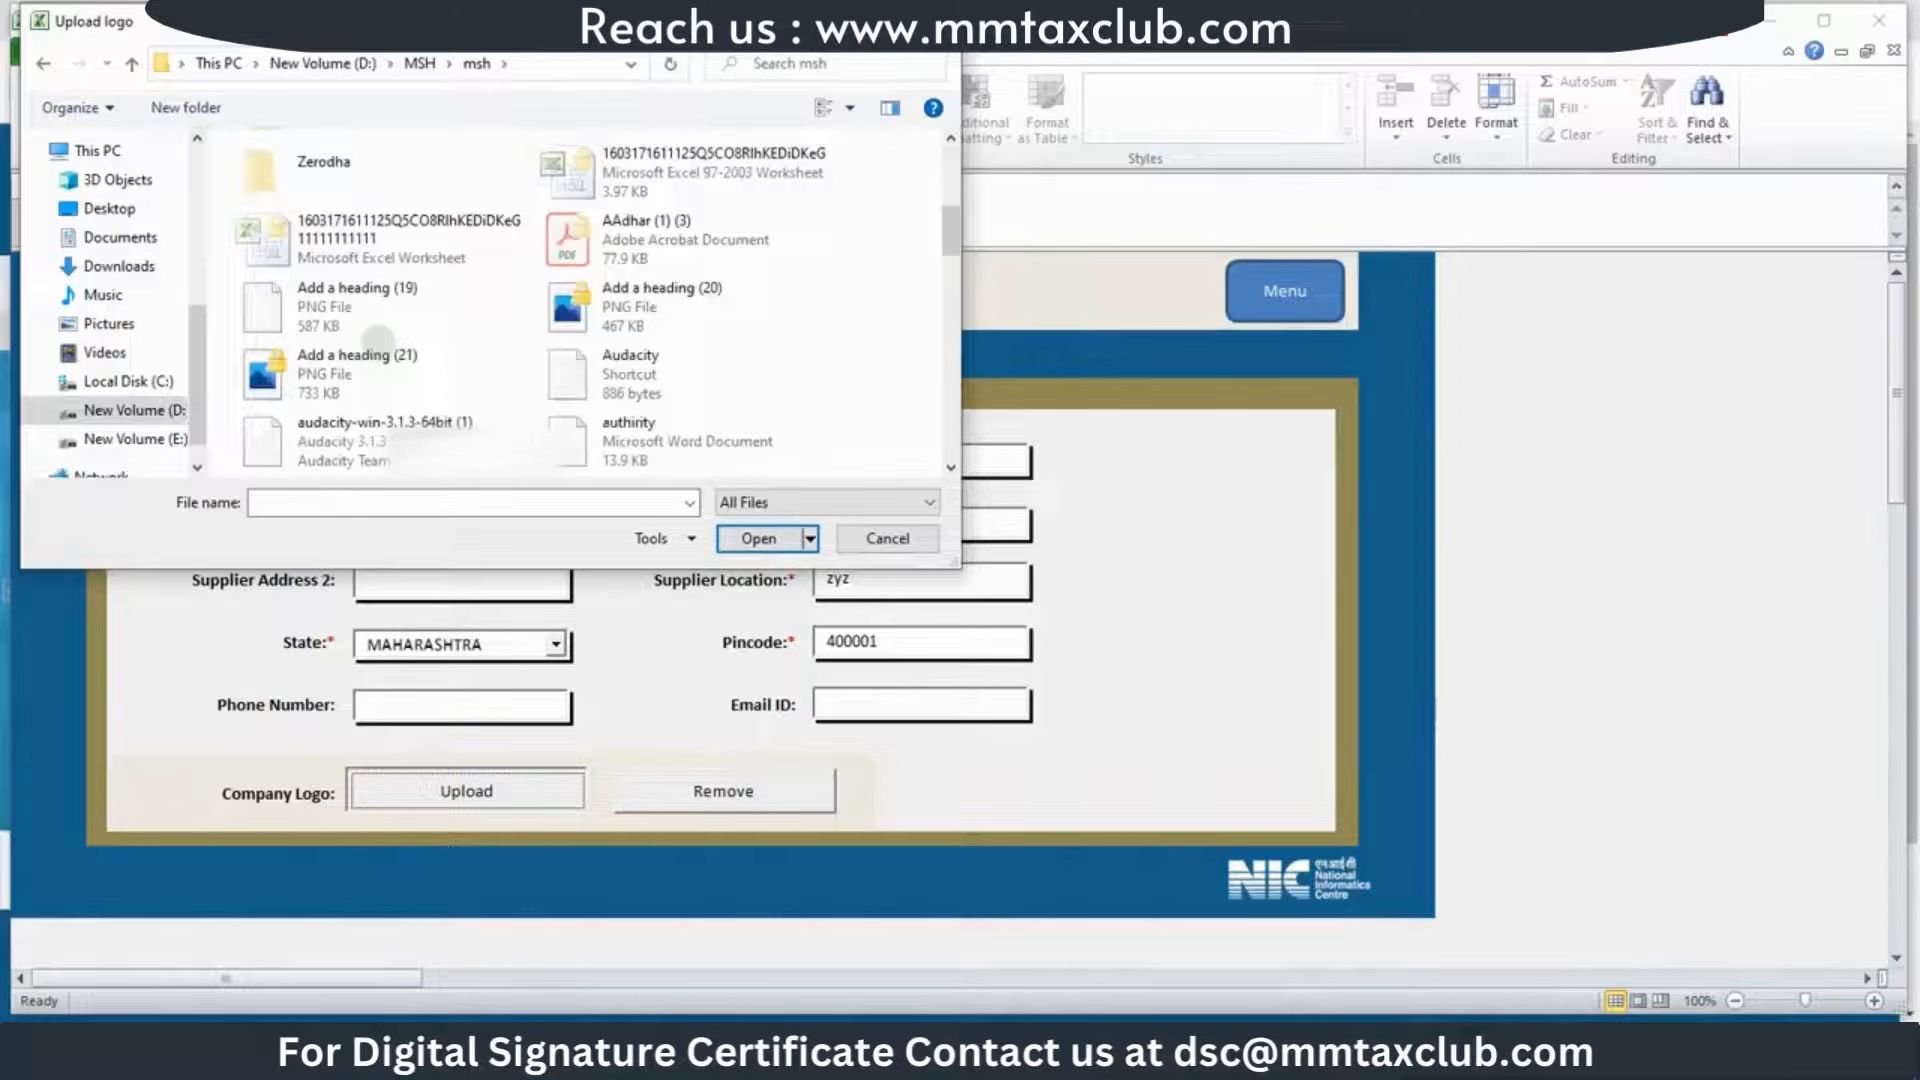 Reach us : www.mmtaxclub.com
Upload logo
This PC
New Volume (D:)
MSH
msh
Search msh
Organize
New folder
This PC
3D Objects
Desktop
Documents
Downloads
Music
Pictures
Videos
Local Disk (C:)
New Volume (D:
New Volume (E:)
Network
Zerodha
1603171611125Q5CO8RIhKEDiDKeG
Microsoft Excel 97-2003 Worksheet
3.97 KB
1603171611125Q5CO8RIhKEDiDKeG
11111111111
Microsoft Excel Worksheet
AAdhar (1) (3)
Adobe Acrobat Document
77.9 KB
PDF
Add a heading (19)
PNG File
587 KB
Add a heading (20)
PNG File
467 KB
Add a heading (21)
PNG File
733 KB
Audacity
Shortcut
886 bytes
audacity-win-3.1.3-64bit (1)
Audacity 3.1.3
Audacity Team
authirity
Microsoft Word Document
13.9 KB
File name:
All Files
Tools
Open
Cancel
ditional
atting
Format
as Table
Styles
Insert
Delete
Format
Cells
Σ AutoSum
Fill
Clear
Sort &
Filter
Find &
Select
Editing
Menu
Supplier Address 2:
Supplier Location:*
zyz
State:*
MAHARASHTRA
Pincode:*
400001
Phone Number:
Email ID:
Company Logo:
Upload
Remove
NIC
एनआईसी
National
Informatics
Centre
Ready
100%
For Digital Signature Certificate Contact us at dsc@mmtaxclub.com